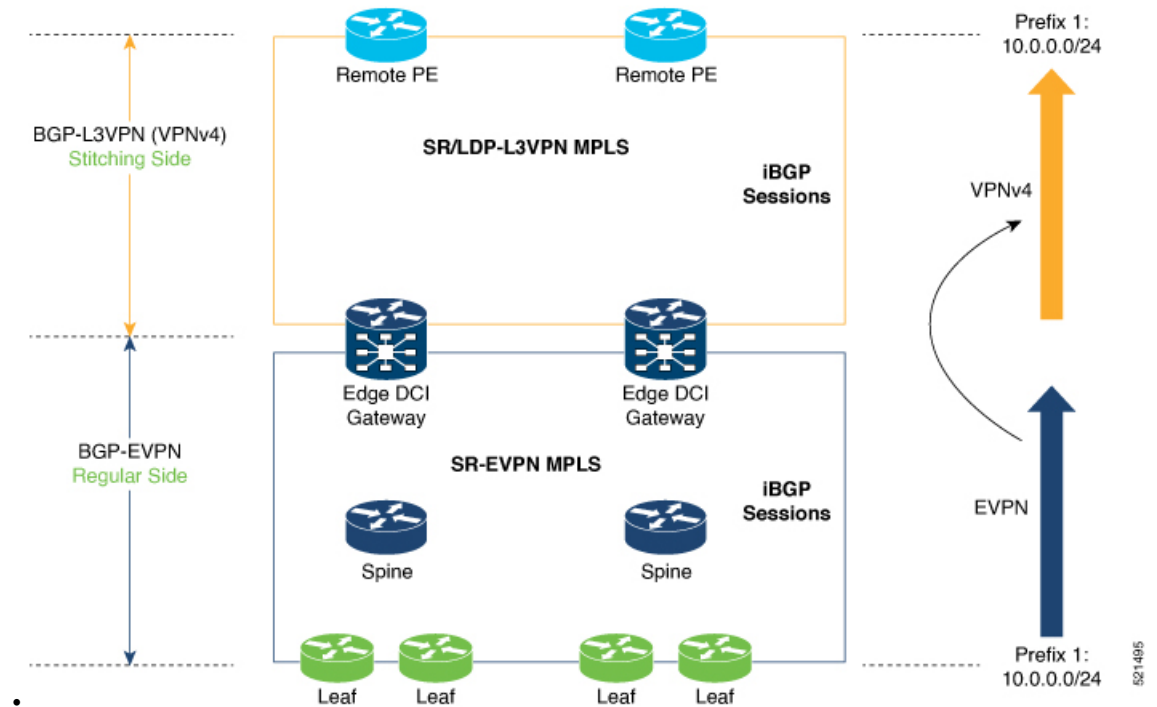 Prefix 1:
10.0.0.0/24
Remote PE
Remote PE
BGP-L3VPN (VPNv4)
Stitching Side
SR/LDP-L3VPN MPLS
iBGP
Sessions
VPNv4
Edge DCI
Gateway
Edge DCI
Gateway
BGP-EVPN
Regular Side
SR-EVPN MPLS
iBGP
Sessions
EVPN
Spine
Spine
Prefix 1:
10.0.0.0/24
521495
Leaf
Leaf
Leaf
Leaf